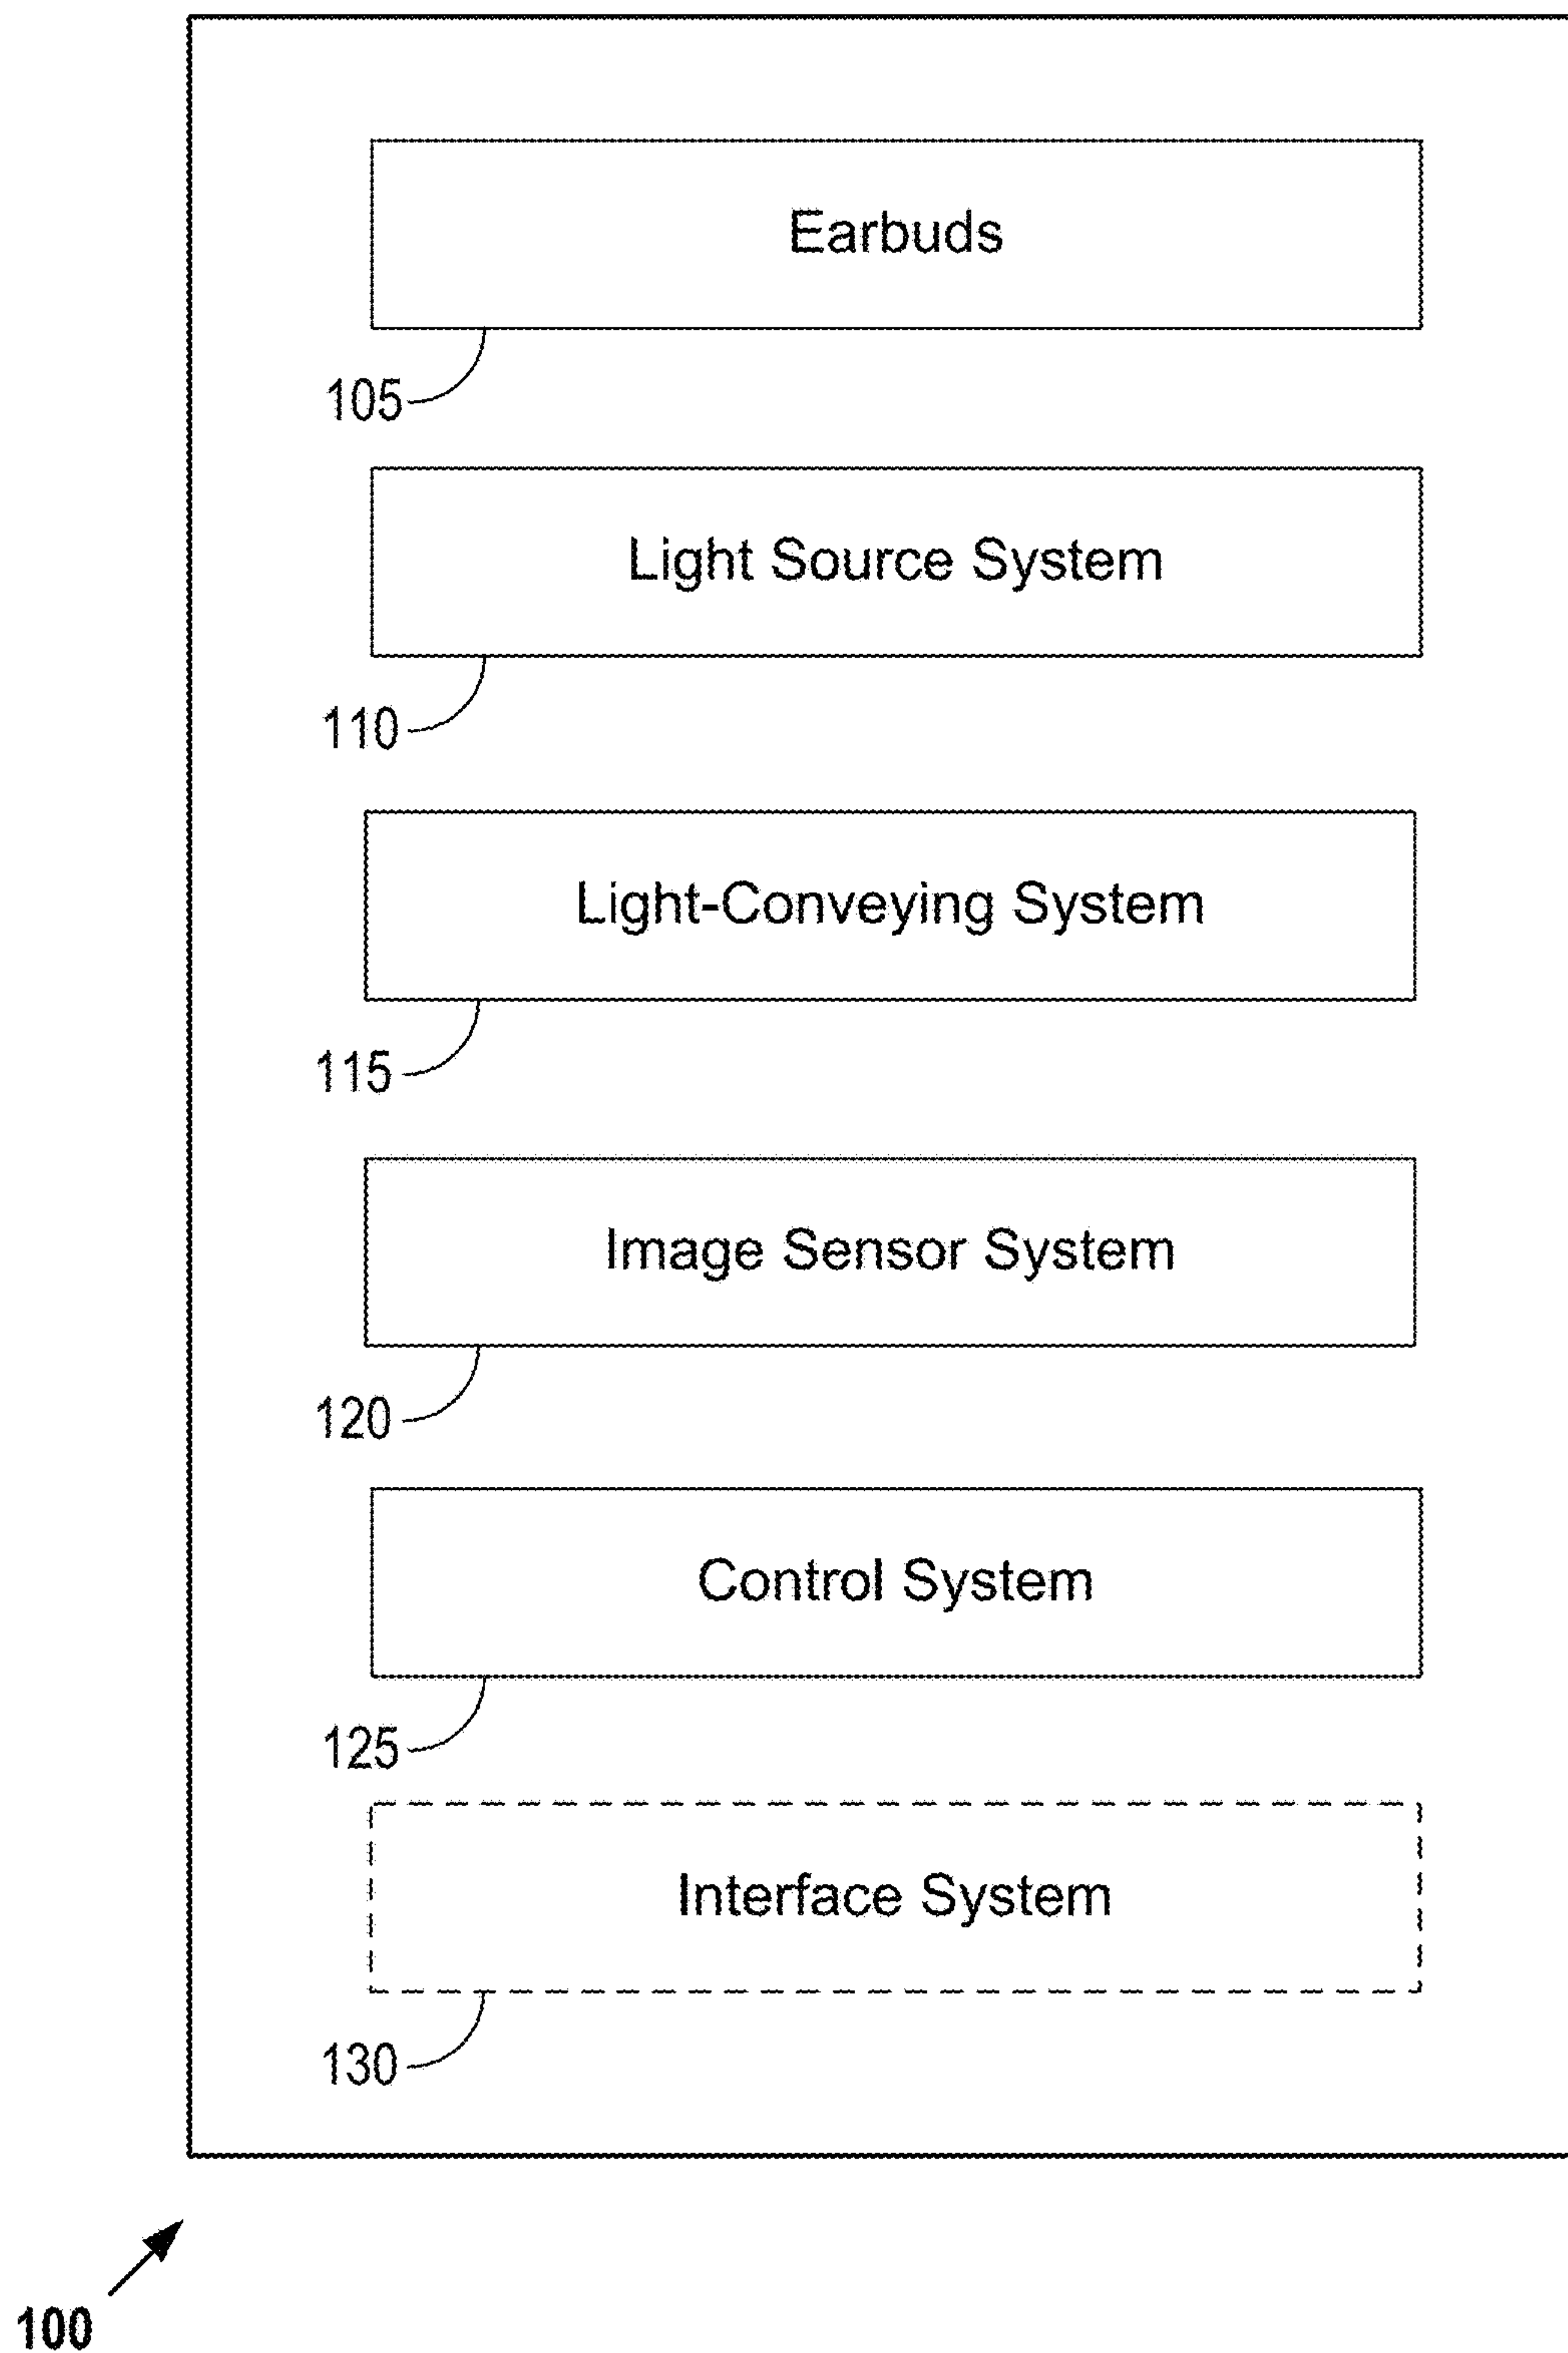 Earbuds
105
Light Source System
110
Light-Conveying System
115
Image Sensor System
120
Control System
125
Interface System
130
100